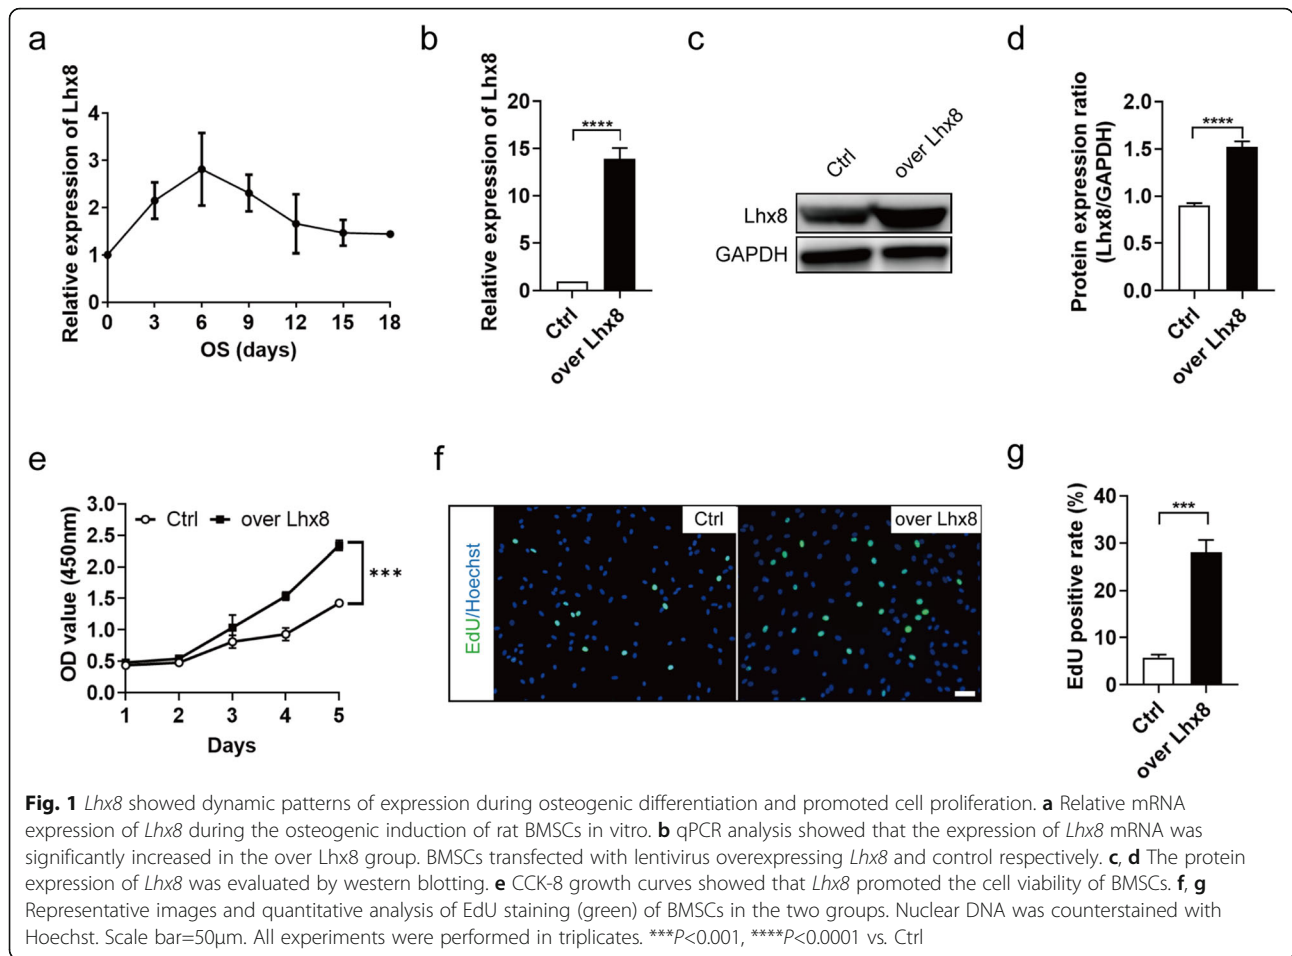 a
Relative expression of Lhx8
4
3
2
1
0
0 3 6 9 12 15 18
OS (days)
b
Relative expression of Lhx8
20
15
10
5
0
****
Ctrl
over Lhx8
c
Ctrl
over Lhx8
Lhx8
GAPDH
d
Protein expression ratio
(Lhx8/GAPDH)
2.0
1.5
1.0
0.5
0.0
****
Ctrl
over Lhx8
e
OD value (450nm)
3.0
2.5
2.0
1.5
1.0
0.5
0.0
Ctrl over Lhx8
***
1 2 3 4 5
Days
f
EdU/Hoechst
Ctrl
over Lhx8
g
EdU positive rate (%)
40
30
20
10
0
***
Ctrl
over Lhx8
Fig. 1 Lhx8 showed dynamic patterns of expression during osteogenic differentiation and promoted cell proliferation. a Relative mRNA
expression of Lhx8 during the osteogenic induction of rat BMSCs in vitro. b qPCR analysis showed that the expression of Lhx8 mRNA was
significantly increased in the over Lhx8 group. BMSCs transfected with lentivirus overexpressing Lhx8 and control respectively. c, d The protein
expression of Lhx8 was evaluated by western blotting. e CCK-8 growth curves showed that Lhx8 promoted the cell viability of BMSCs. f, g
Representative images and quantitative analysis of EdU staining (green) of BMSCs in the two groups. Nuclear DNA was counterstained with
Hoechst. Scale bar=50μm. All experiments were performed in triplicates. ***P<0.001, ****P<0.0001 vs. Ctrl